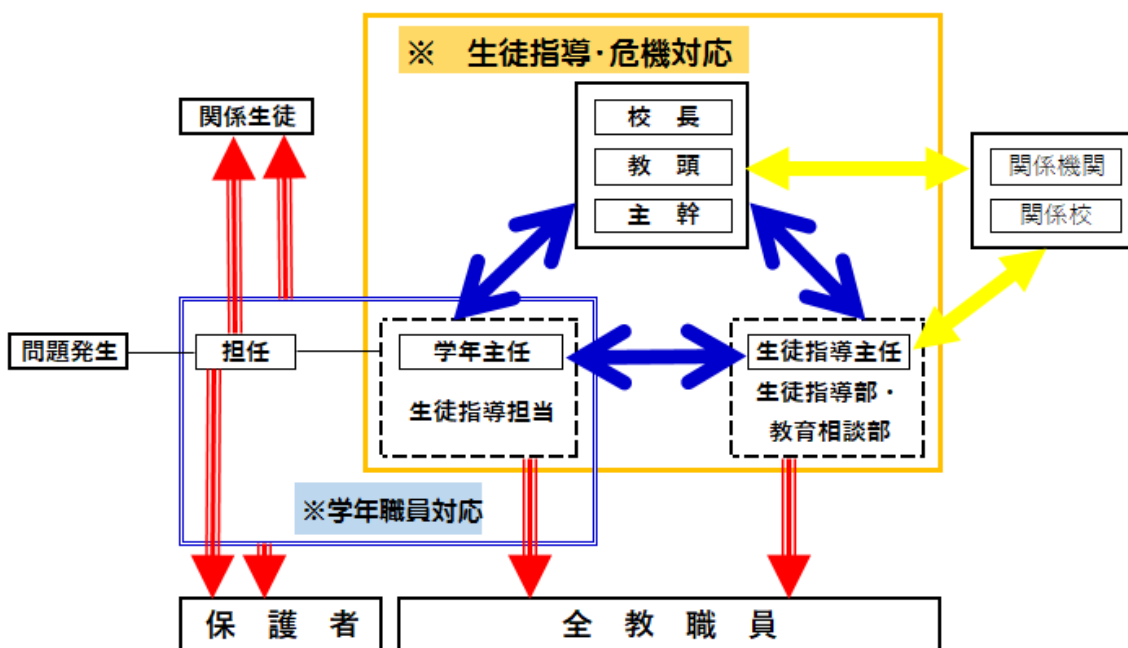 ※　生徒指導・危機対応
関係生徒
校　長
教　頭
主　幹
関係機関
関係校
問題発生
担任
学年主任
生徒指導担当
生徒指導主任
生徒指導部・
教育相談部
※学年職員対応
保　護　者
全　教　職　員